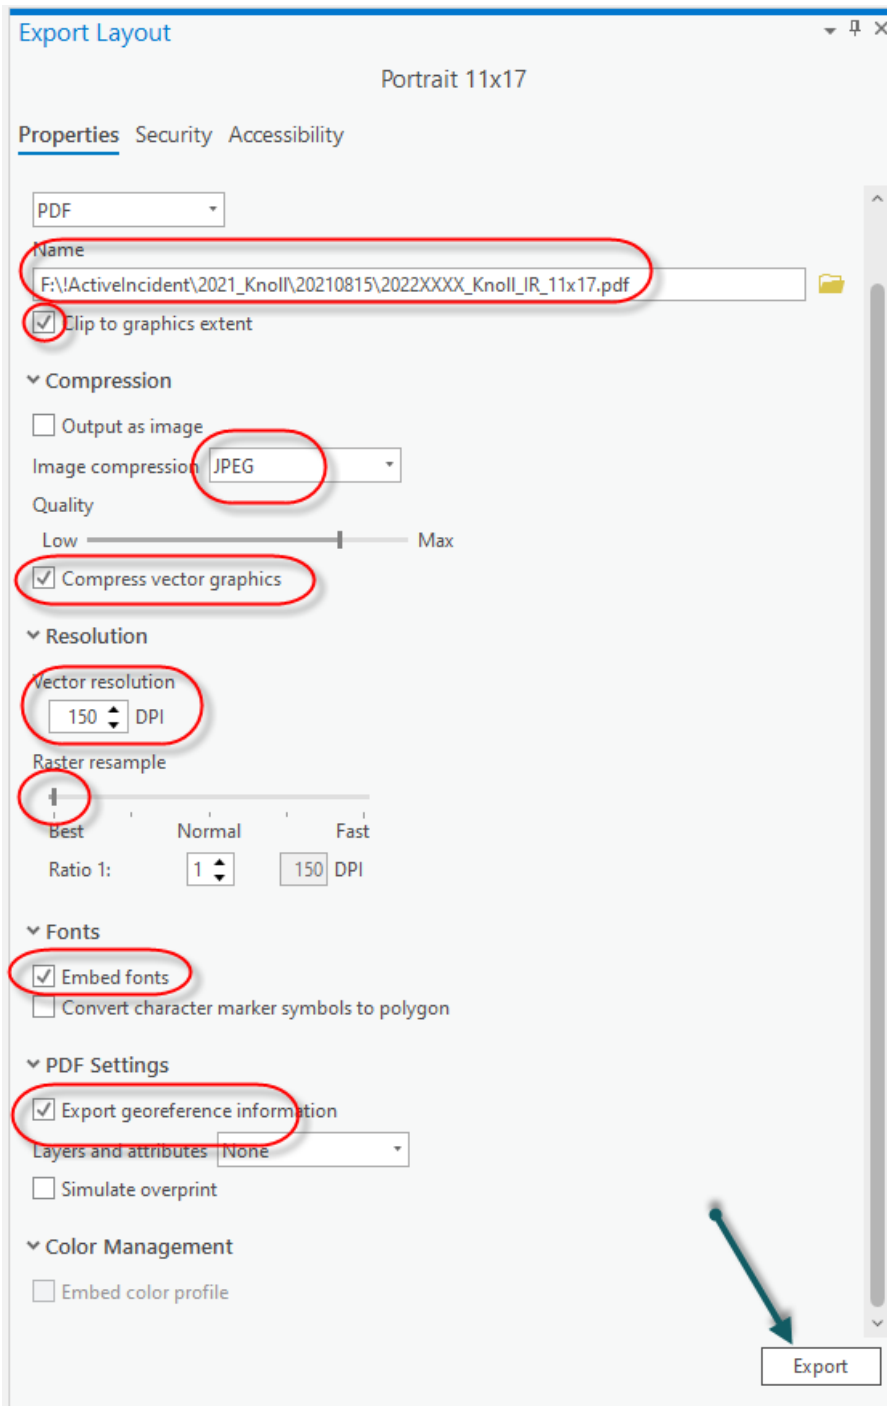 Export Layout
Portrait 11x17
Properties Security Accessibility
PDF
Name
F:\!ActiveIncident\2021_Knoll\20210815\2022XXXX_Knoll_IR_11x17.pdf
Clip to graphics extent
Compression
Output as image
Image compression JPEG
Quality
Low Max
Compress vector graphics
Resolution
Vector resolution
150 DPI
Raster resample
Best Normal Fast
Ratio 1: 1 150 DPI
Fonts
Embed fonts
Convert character marker symbols to polygon
PDF Settings
Export georeference information
Layers and attributes None
Simulate overprint
Color Management
Embed color profile
Export